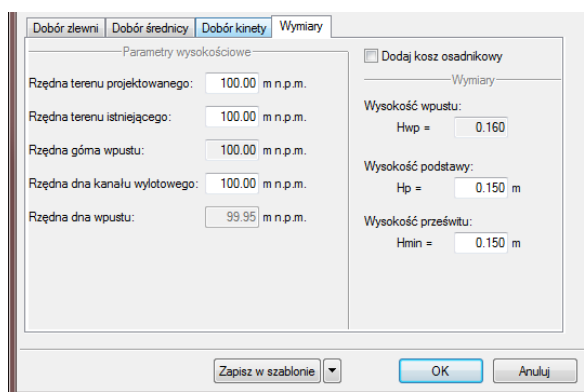 Dobór zlewni Dobór średnicy Dobór kinety Wymiary
Parametry wysokościowe
Rzędna terenu projektowanego: 100.00 m n.p.m.
Rzędna terenu istniejącego: 100.00 m n.p.m.
Rzędna górna wpustu: 100.00 m n.p.m.
Rzędna dna kanału wylotowego: 100.00 m n.p.m.
Rzędna dna wpustu: 99.95 m n.p.m.
Dodaj kosz osadnikowy
Wymiary
Wysokość wpustu:
Hwp = 0.160
Wysokość podstawy:
Hp = 0.150 m
Wysokość prześwitu:
Hmin = 0.150 m
Zapisz w szablonie OK Anuluj